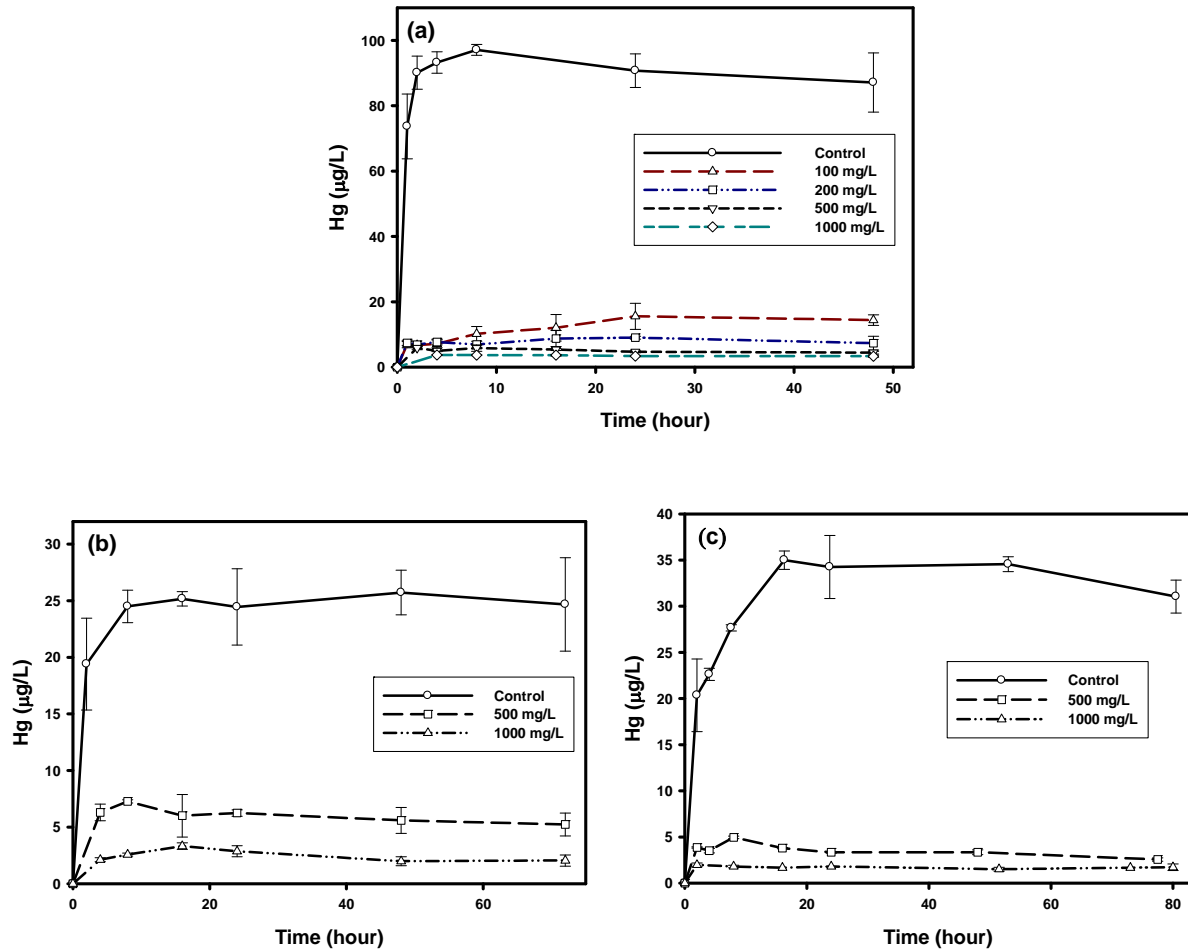 (a)
100
80
60
40
20
0
Hg (µg/L)
Control
100 mg/L
200 mg/L
500 mg/L
1000 mg/L
0 10 20 30 40 50
Time (hour)
(b)
30
25
20
15
10
5
0
Hg (µg/L)
Control
500 mg/L
1000 mg/L
0 20 40 60
Time (hour)
(c)
40
35
30
25
20
15
10
5
0
Hg (µg/L)
Control
500 mg/L
1000 mg/L
0 20 40 60 80
Time (hour)